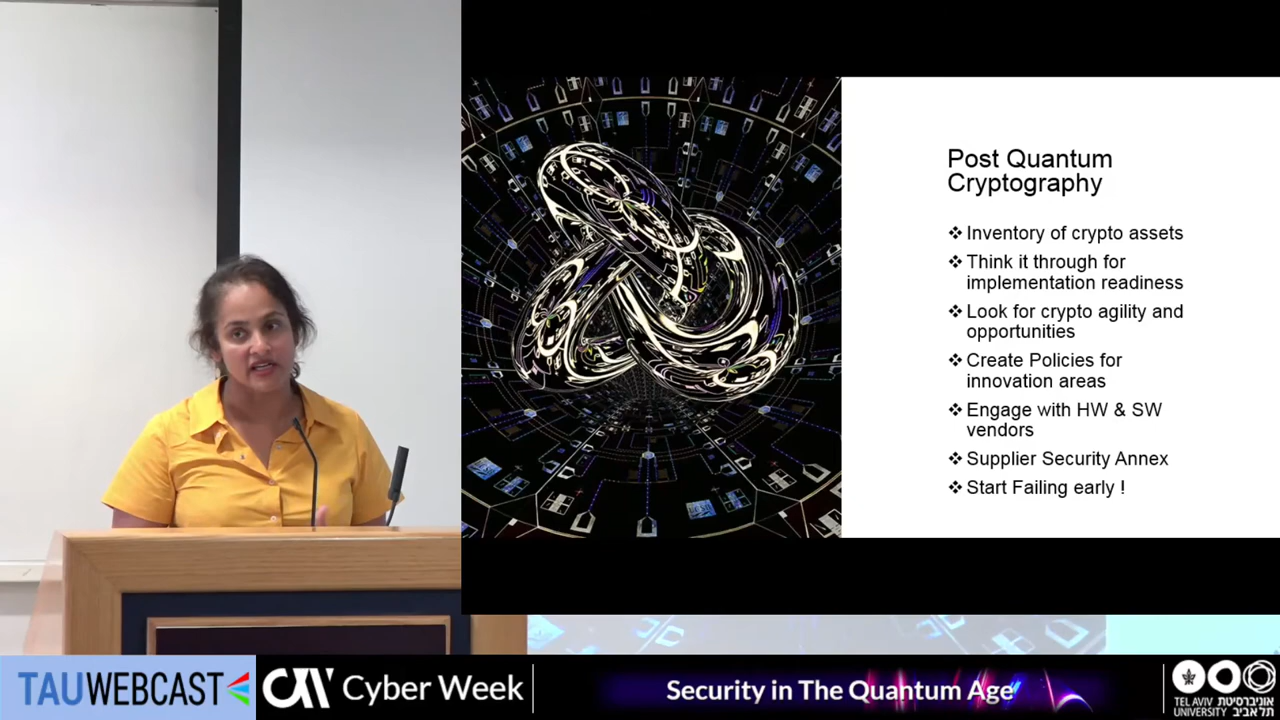 Post Quantum
Cryptography
❖ Inventory of crypto assets
❖ Think it through for
implementation readiness
❖ Look for crypto agility and
opportunities
❖ Create Policies for
innovation areas
❖ Engage with HW & SW
vendors
❖ Supplier Security Annex
❖ Start Failing early !
TAUWEBCAST
Cyber Week
Security in The Quantum Age
TEL AVIV UNIVERSITY
אוניברסיטת תל אביב